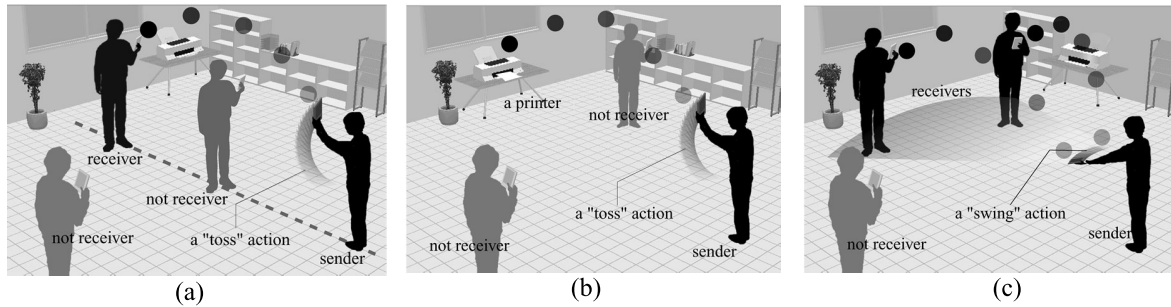 receiver
not receiver
not receiver
a "toss" action
sender
(a)
a printer
not receiver
not receiver
a "toss" action
sender
(b)
receivers
a "swing" action
not receiver
sender
(c)